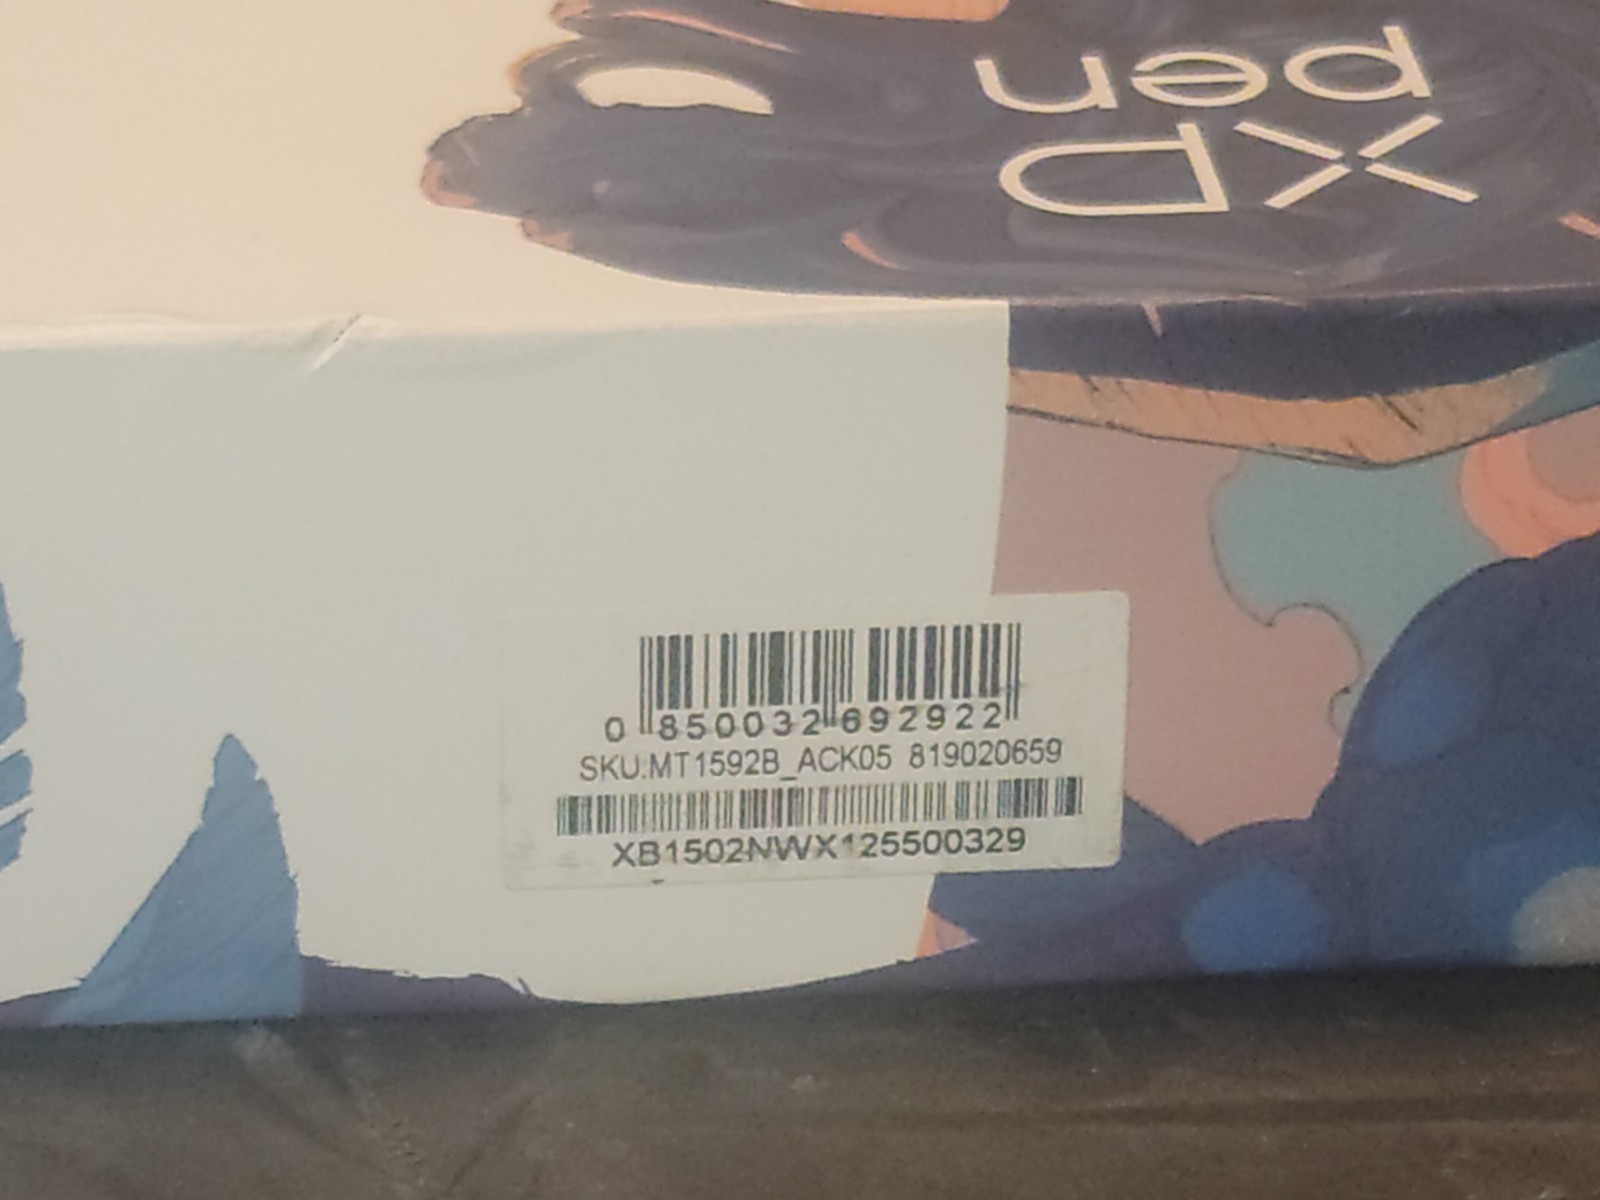 XP
pen
0 850032 692922
SKU:MT1592B_ACK05 819020659
XB1502NWX125500329